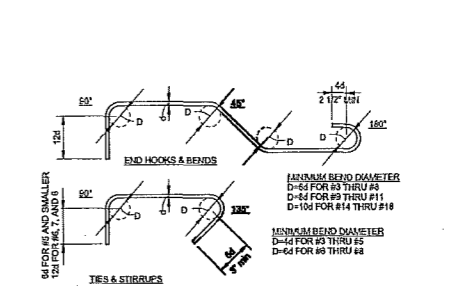 4d
2 1/2" MIN
90°
45°
180°
D
d
D
D
D
12d
END HOOKS & BENDS
MINIMUM BEND DIAMETER
D=6d FOR #3 THRU #8
D=8d FOR #9 THRU #11
D=10d FOR #14 THRU #18
90°
135°
D
d
D
6d FOR #5 AND SMALLER
12d FOR #6, 7, AND 8
6d
3" min
MINIMUM BEND DIAMETER
D=4d FOR #3 THRU #5
D=6d FOR #6 THRU #8
TIES & STIRRUPS